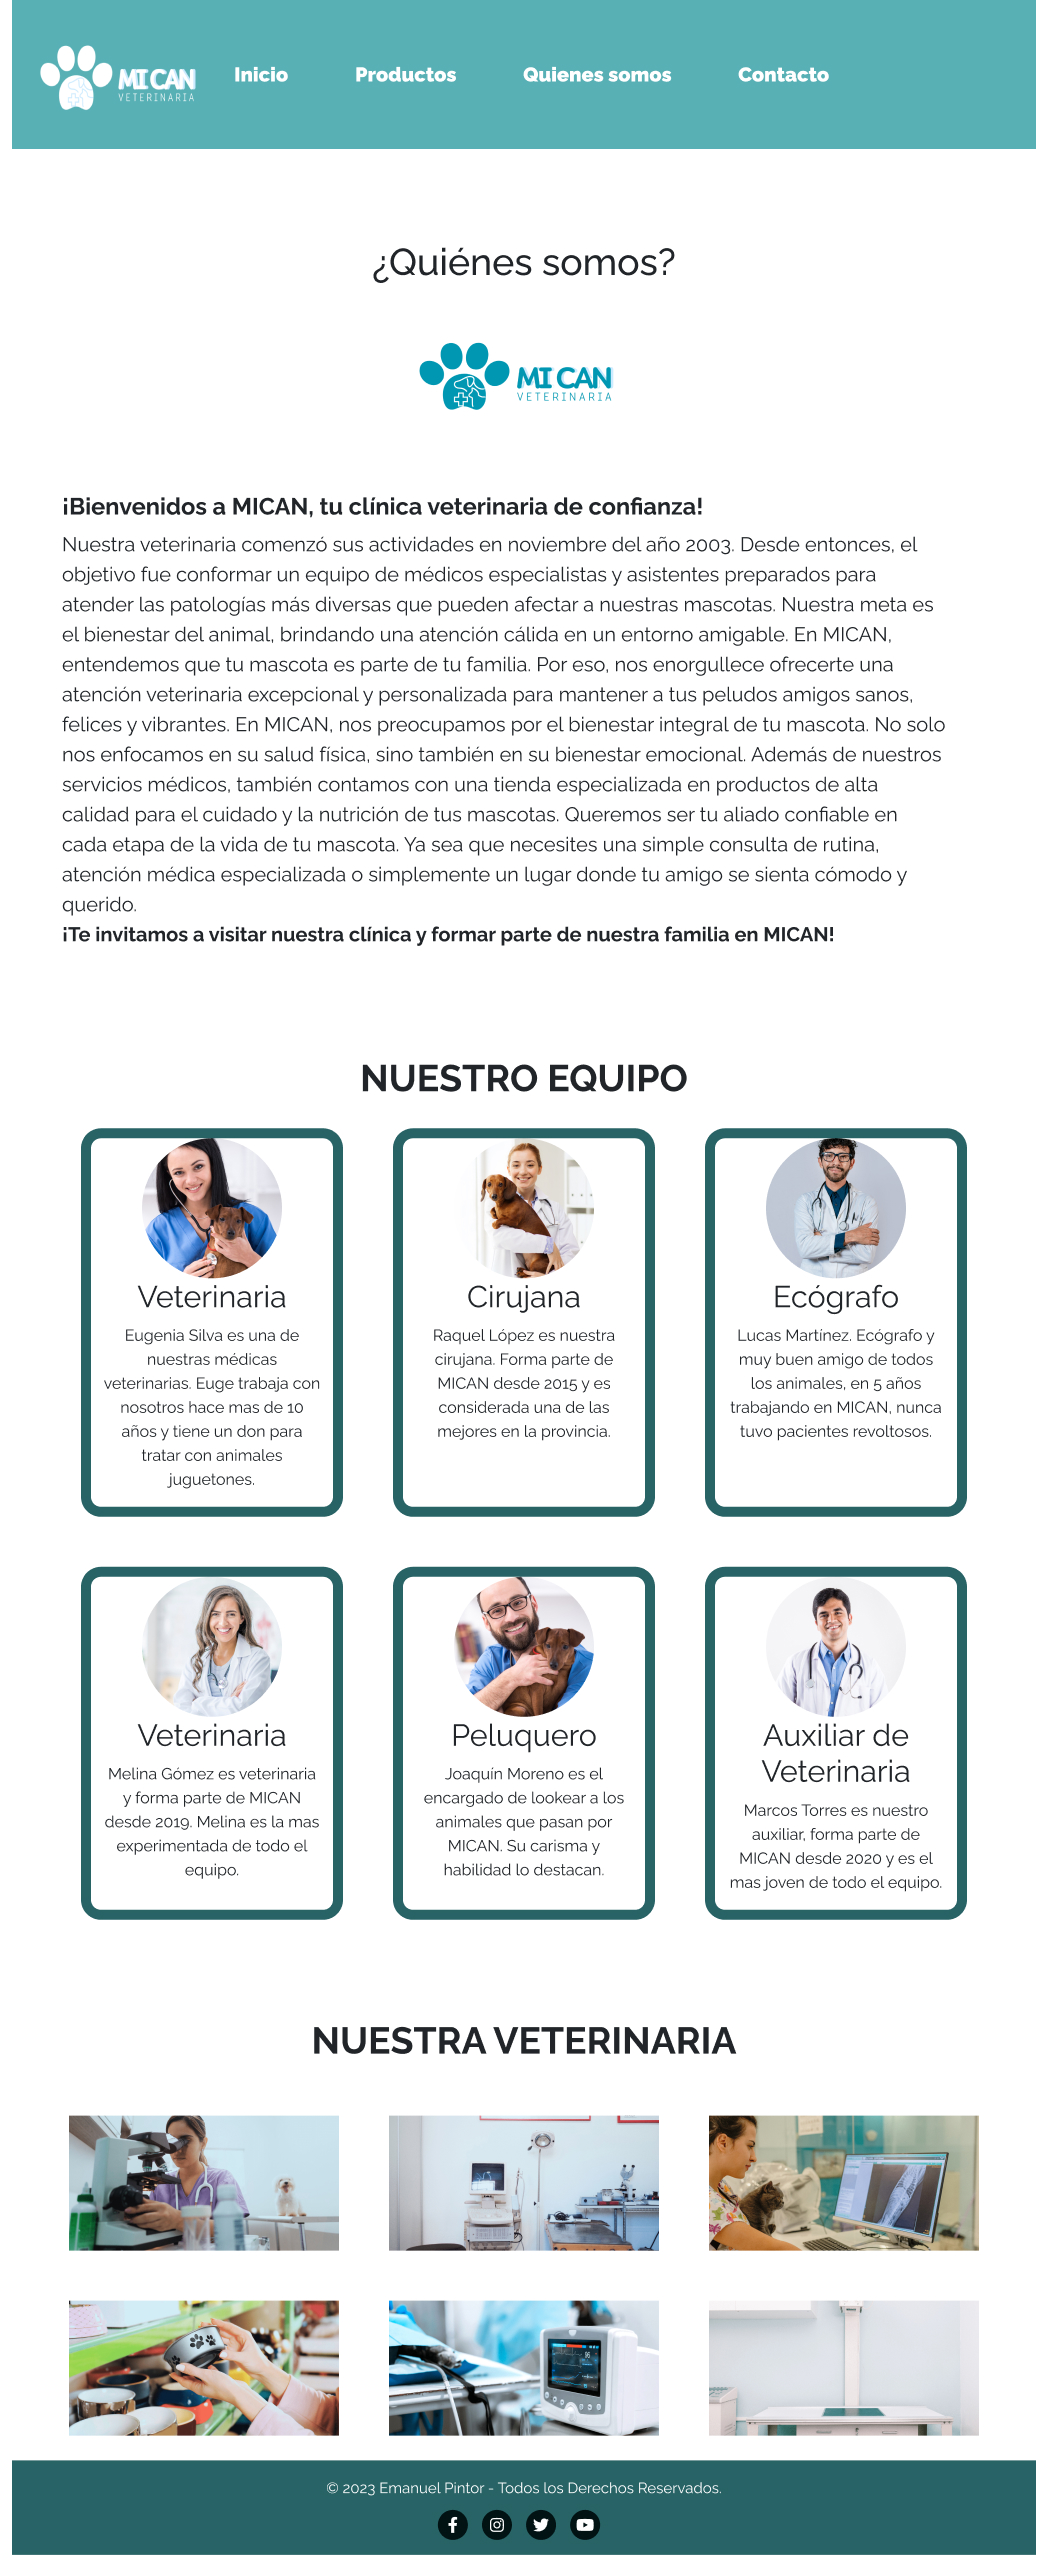 MI CAN
VETERINARIA
Inicio
Productos
Quienes somos
Contacto
¿Quiénes somos?
MI CAN
VETERINARIA
¡Bienvenidos a MICAN, tu clínica veterinaria de confianza!
Nuestra veterinaria comenzó sus actividades en noviembre del año 2003. Desde entonces, el
objetivo fue conformar un equipo de médicos especialistas y asistentes preparados para
atender las patologías más diversas que pueden afectar a nuestras mascotas. Nuestra meta es
el bienestar del animal, brindando una atención cálida en un entorno amigable. En MICAN,
entendemos que tu mascota es parte de tu familia. Por eso, nos enorgullece ofrecerte una
atención veterinaria excepcional y personalizada para mantener a tus peludos amigos sanos,
felices y vibrantes. En MICAN, nos preocupamos por el bienestar integral de tu mascota. No solo
nos enfocamos en su salud física, sino también en su bienestar emocional. Además de nuestros
servicios médicos, también contamos con una tienda especializada en productos de alta
calidad para el cuidado y la nutrición de tus mascotas. Queremos ser tu aliado confiable en
cada etapa de la vida de tu mascota. Ya sea que necesites una simple consulta de rutina,
atención médica especializada o simplemente un lugar donde tu amigo se sienta cómodo y
querido.
¡Te invitamos a visitar nuestra clínica y formar parte de nuestra familia en MICAN!
NUESTRO EQUIPO
Veterinaria
Eugenia Silva es una de
nuestras médicas
veterinarias. Euge trabaja con
nosotros hace mas de 10
años y tiene un don para
tratar con animales
juguetones.
Cirujana
Raquel López es nuestra
cirujana. Forma parte de
MICAN desde 2015 y es
considerada una de las
mejores en la provincia.
Ecógrafo
Lucas Martínez. Ecógrafo y
muy buen amigo de todos
los animales, en 5 años
trabajando en MICAN, nunca
tuvo pacientes revoltosos.
Veterinaria
Melina Gómez es veterinaria
y forma parte de MICAN
desde 2019. Melina es la mas
experimentada de todo el
equipo.
Peluquero
Joaquín Moreno es el
encargado de lookear a los
animales que pasan por
MICAN. Su carisma y
habilidad lo destacan.
Auxiliar de
Veterinaria
Marcos Torres es nuestro
auxiliar, forma parte de
MICAN desde 2020 y es el
mas joven de todo el equipo.
NUESTRA VETERINARIA
© 2023 Emanuel Pintor - Todos los Derechos Reservados.